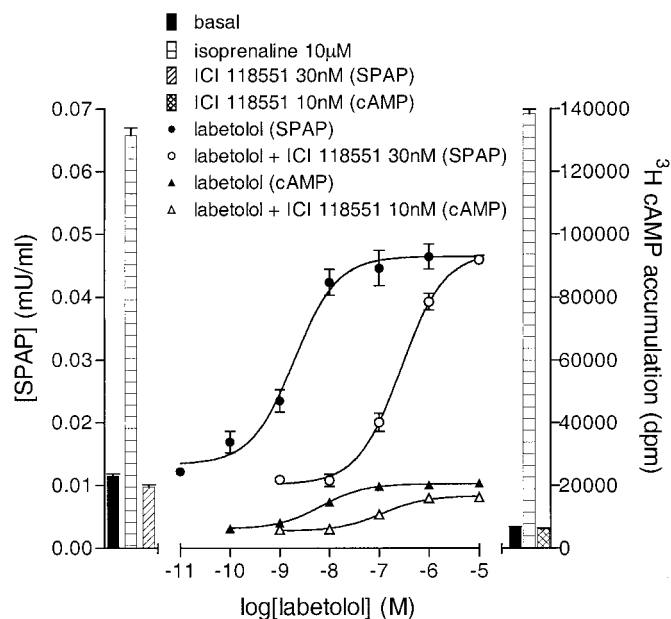 basal
isoprenaline 10µM
ICI 118551 30nM (SPAP)
ICI 118551 10nM (cAMP)
labetolol (SPAP)
labetolol + ICI 118551 30nM (SPAP)
labetolol (cAMP)
labetolol + ICI 118551 10nM (cAMP)
[SPAP] (mU/ml)
0.07
0.06
0.05
0.04
0.03
0.02
0.01
0.00
-11 -10 -9 -8 -7 -6 -5
log[labetolol] (M)
140000
120000
100000
80000
60000
40000
20000
0
³H cAMP accumulation
(dpm)